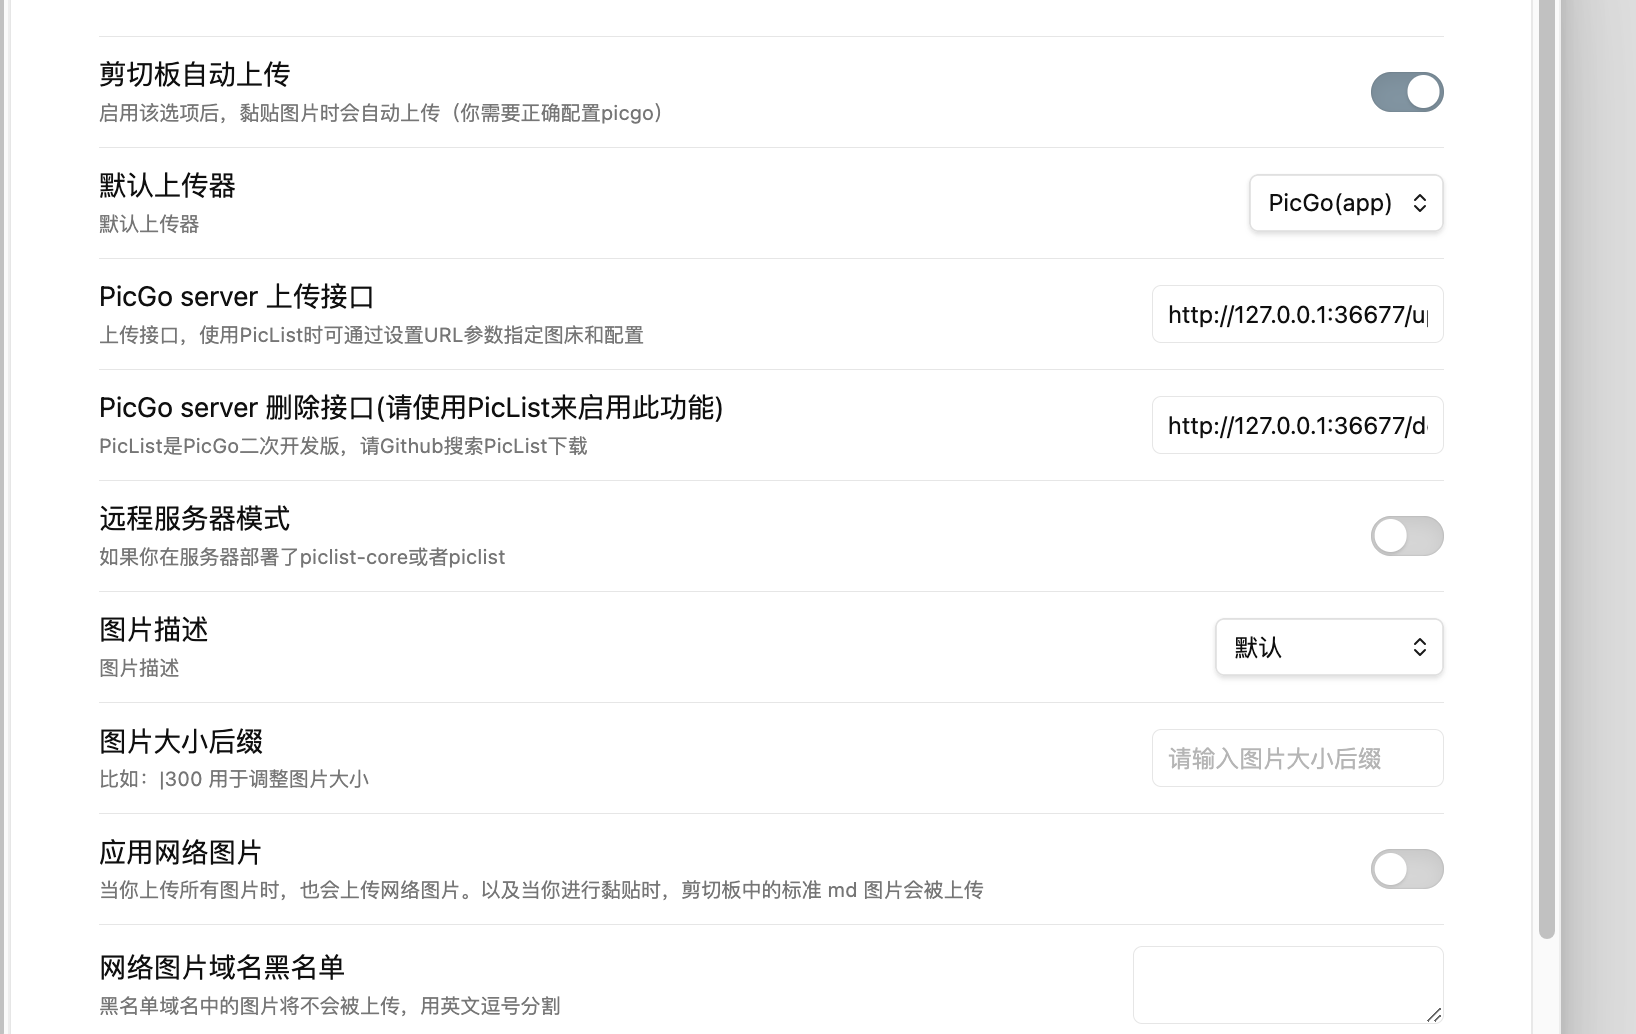 剪切板自动上传
启用该选项后，黏贴图片时会自动上传（你需要正确配置picgo）
默认上传器
PicGo(app)
默认上传器
PicGo server 上传接口
http://127.0.0.1:36677/u
上传接口，使用PicList时可通过设置URL参数指定图床和配置
PicGo server 删除接口(请使用PicList来启用此功能)
http://127.0.0.1:36677/d
PicList是PicGo二次开发版，请Github搜索PicList下载
远程服务器模式
如果你在服务器部署了piclist-core或者piclist
图片描述
默认
图片描述
图片大小后缀
请输入图片大小后缀
比如：|300 用于调整图片大小
应用网络图片
当你上传所有图片时，也会上传网络图片。以及当你进行黏贴时，剪切板中的标准 md 图片会被上传
网络图片域名黑名单
黑名单域名中的图片将不会被上传，用英文逗号分割